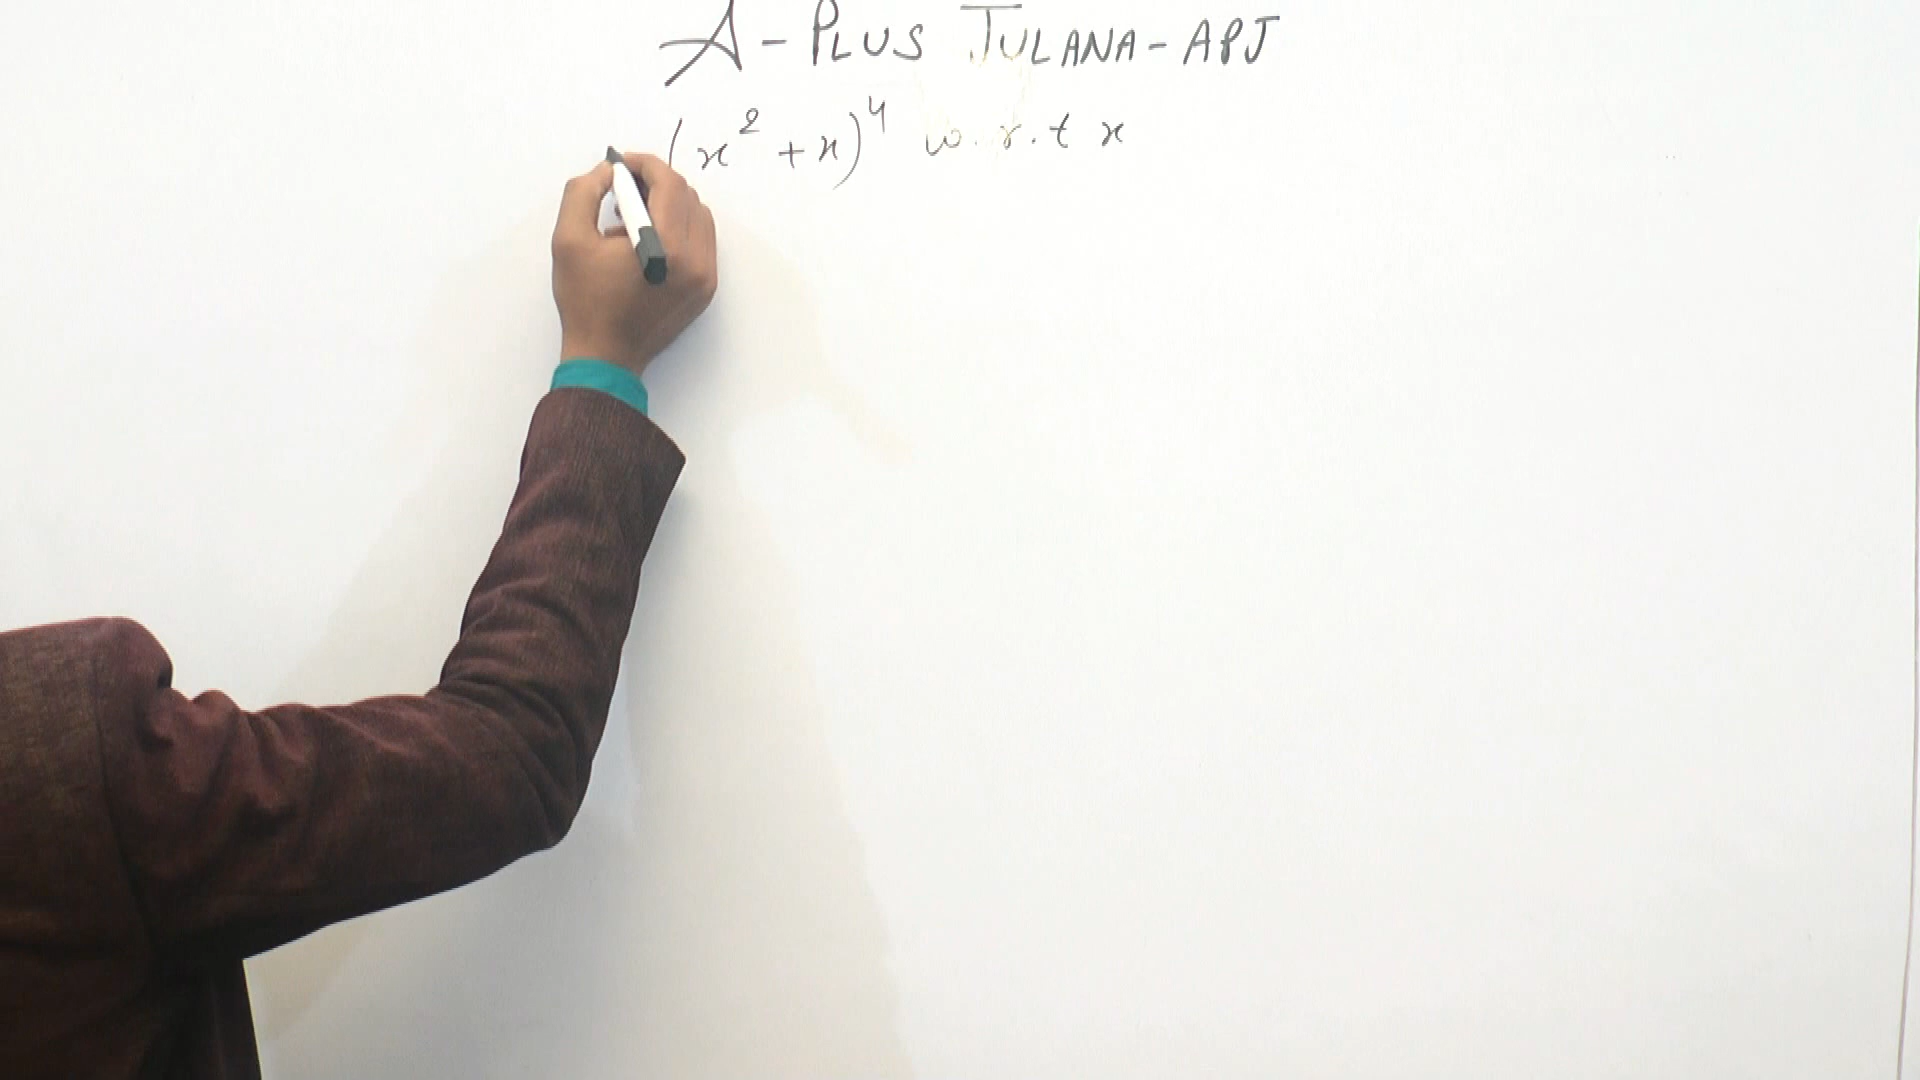 A-PLUS JULANA-APJ
(x² + x)⁴ w.r.t x